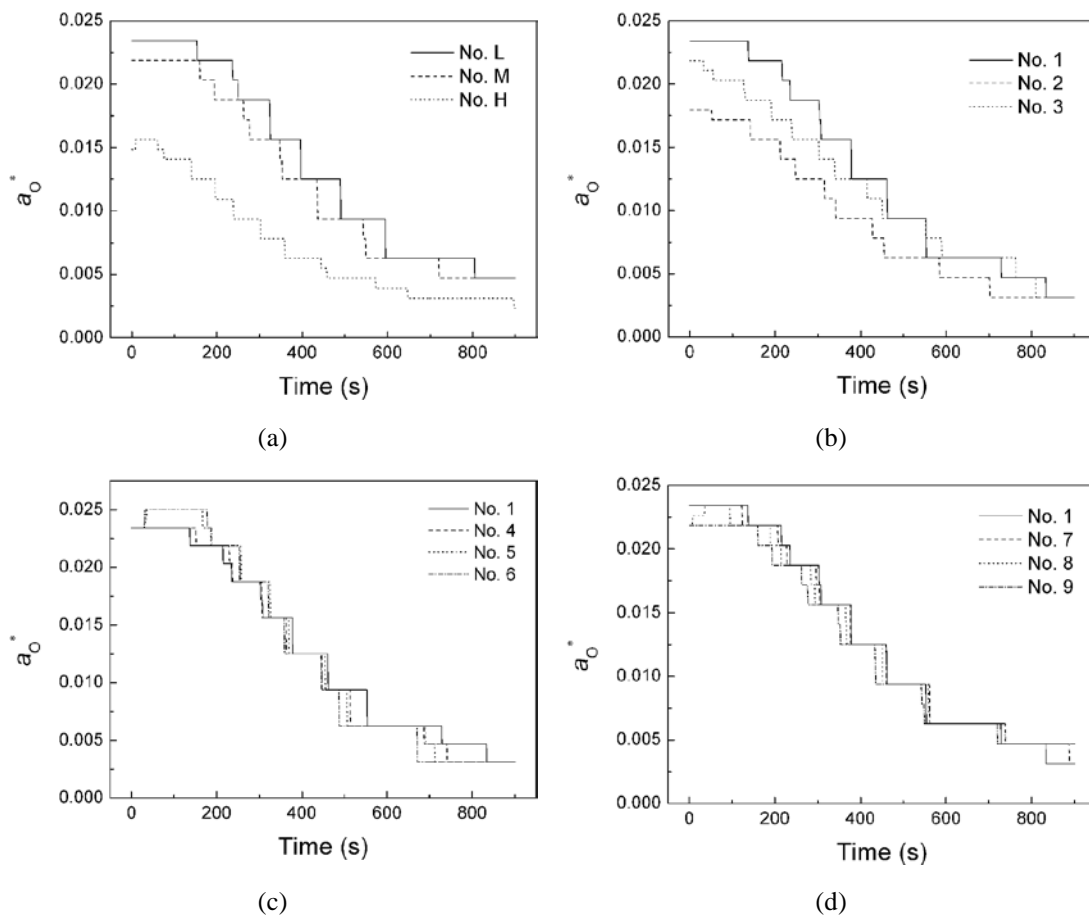 0.025
0.020
0.015
0.010
0.005
0.000
a_O^*
No. L
No. M
No. H
0 200 400 600 800
Time (s)
(a)
0.025
0.020
0.015
0.010
0.005
0.000
a_O^*
No. 1
No. 2
No. 3
0 200 400 600 800
Time (s)
(b)
0.025
0.020
0.015
0.010
0.005
0.000
a_O^*
No. 1
No. 4
No. 5
No. 6
0 200 400 600 800
Time (s)
(c)
0.025
0.020
0.015
0.010
0.005
0.000
a_O^*
No. 1
No. 7
No. 8
No. 9
0 200 400 600 800
Time (s)
(d)